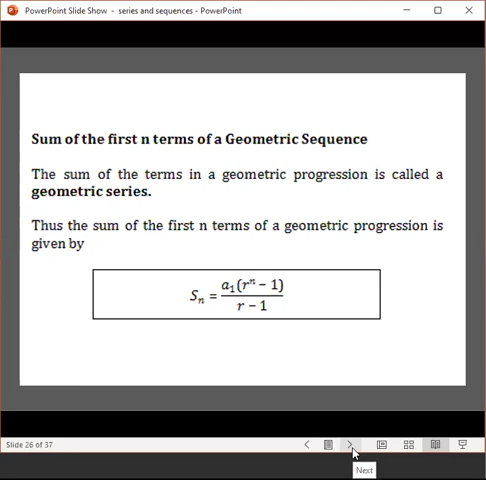 PowerPoint Slide Show - series and sequences - PowerPoint
Sum of the first n terms of a Geometric Sequence
The sum of the terms in a geometric progression is called a
geometric series.
Thus the sum of the first n terms of a geometric progression is
given by
Sₙ = a₁(rⁿ − 1) / r − 1
Slide 26 of 37
Next